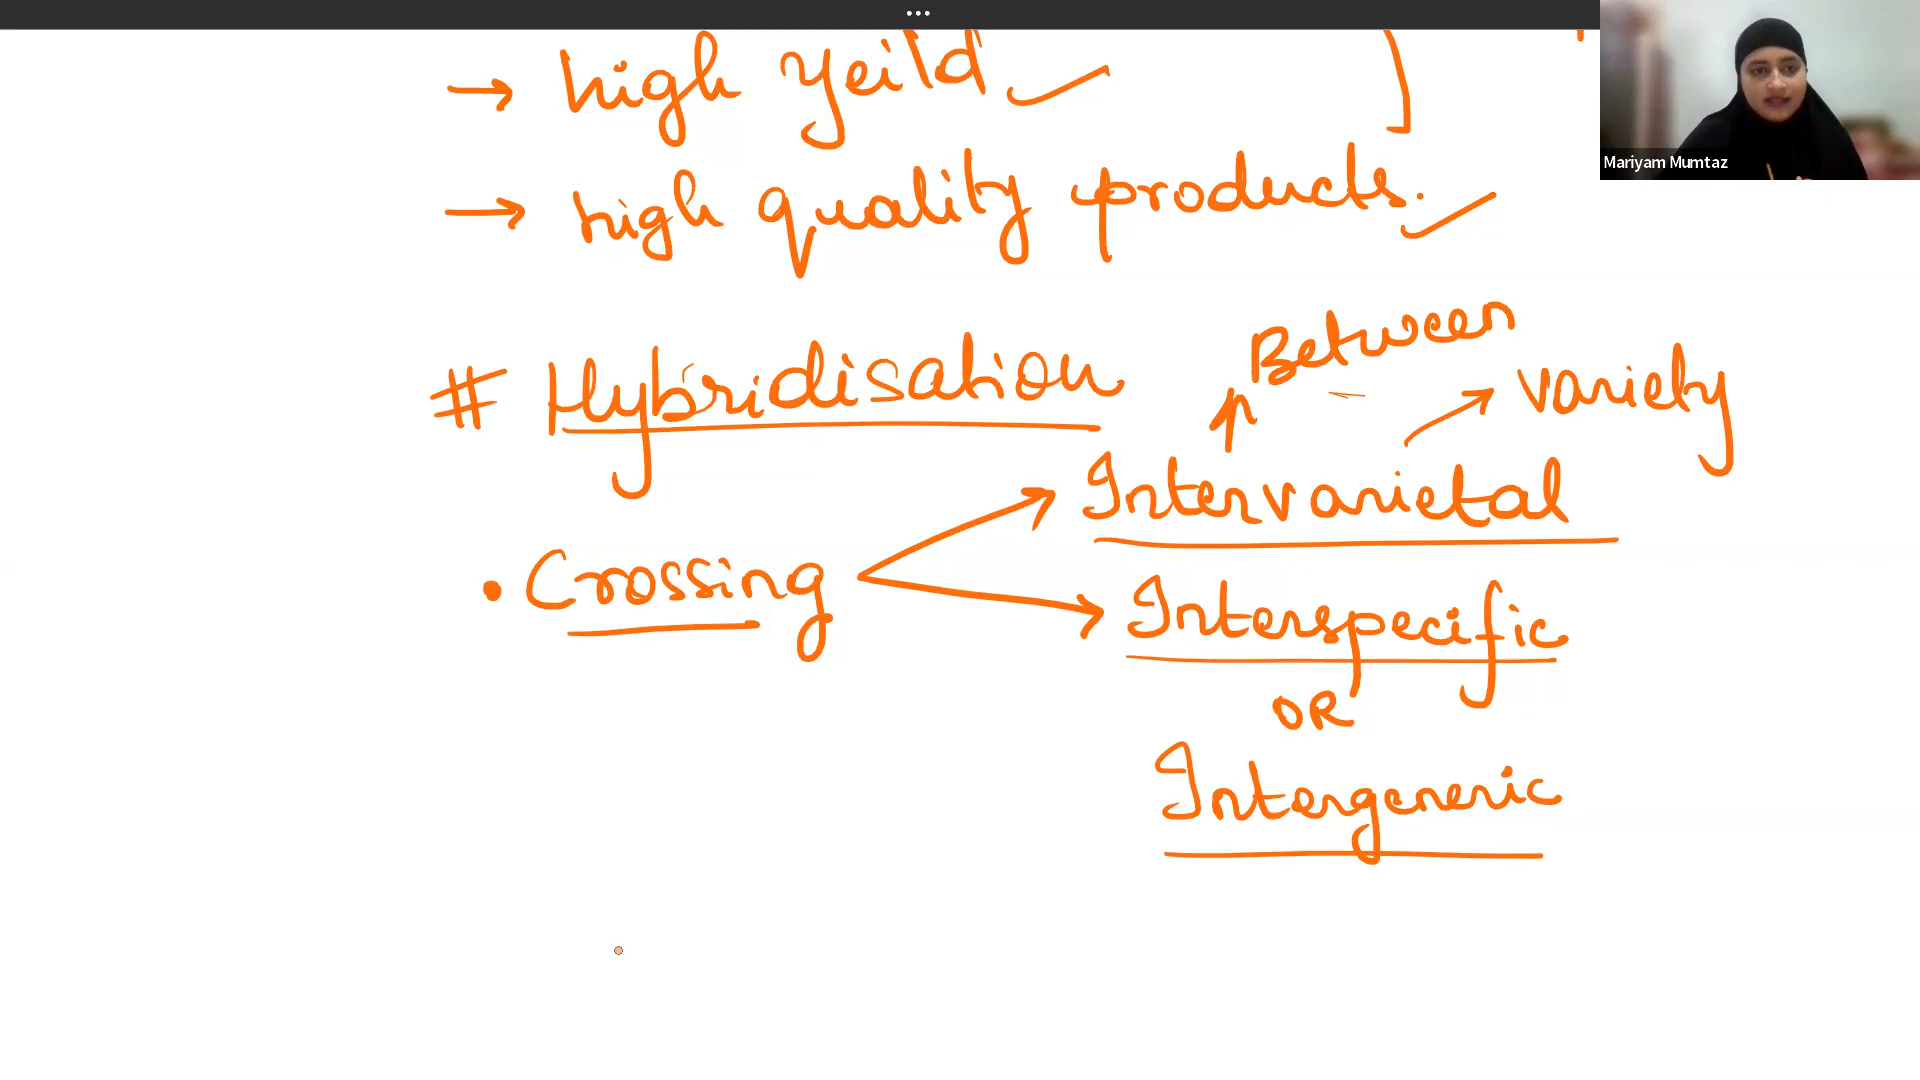 → high yeild
→ high quality products.
Mariyam Mumtaz
# Hybridisation
Between
variety
Intervarietal
• Crossing
Interspecific
OR
Intergeneric